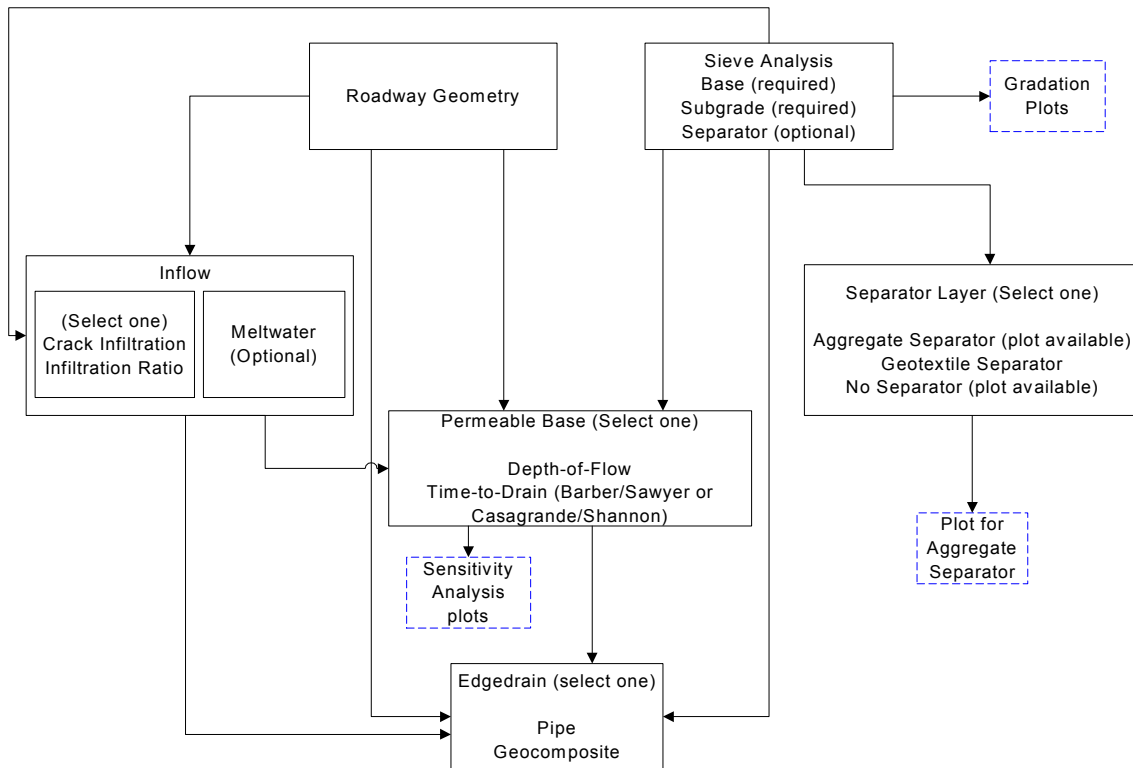 Roadway Geometry
Sieve Analysis
Base (required)
Subgrade (required)
Separator (optional)
Gradation
Plots
Inflow
(Select one)
Crack Infiltration
Infiltration Ratio
Meltwater
(Optional)
Separator Layer (Select one)
Aggregate Separator (plot available)
Geotextile Separator
No Separator (plot available)
Permeable Base (Select one)
Depth-of-Flow
Time-to-Drain (Barber/Sawyer or
Casagrande/Shannon)
Sensitivity
Analysis
plots
Plot for
Aggregate
Separator
Edgedrain (select one)
Pipe
Geocomposite